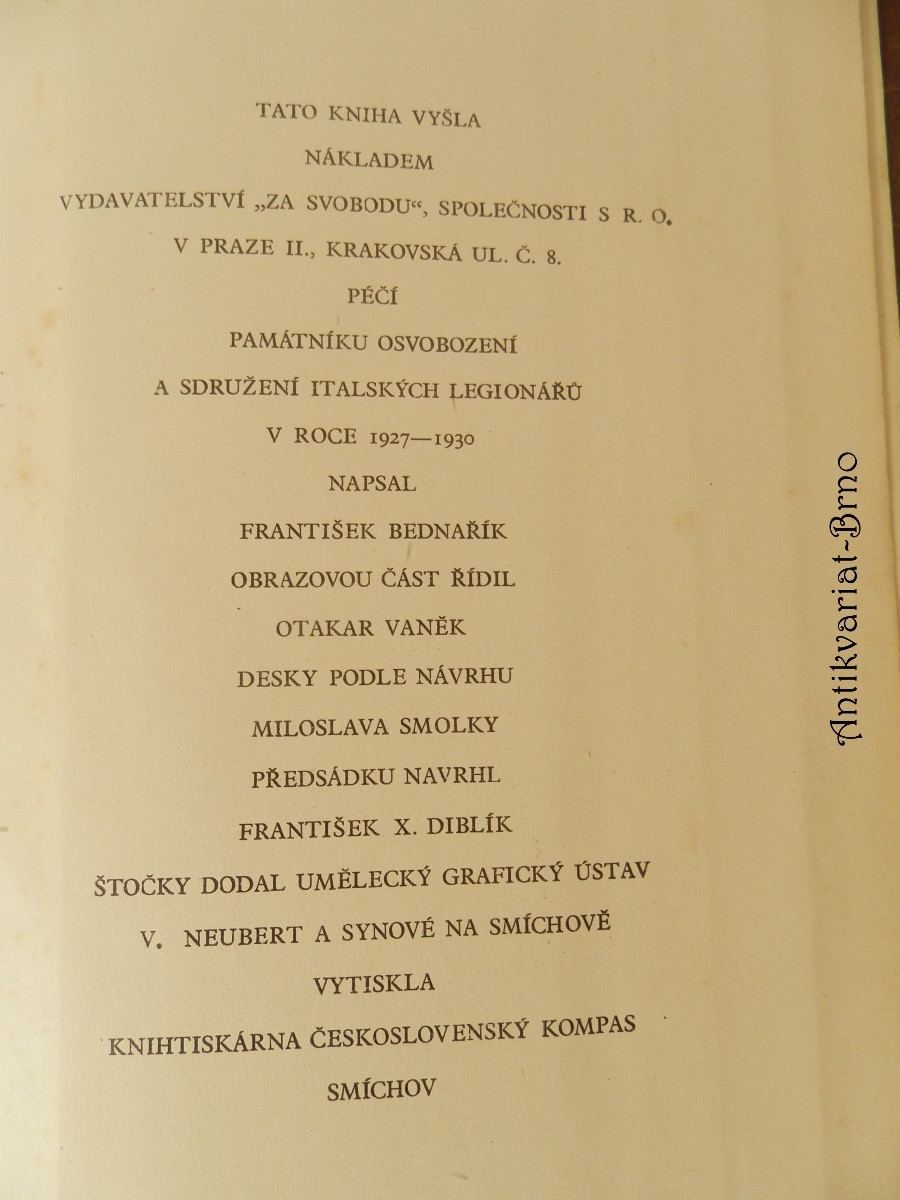 TATO KNIHA VYŠLA
NÁKLADEM
VYDAVATELSTVÍ „ZA SVOBODU“, SPOLEČNOSTI S R. O.
V PRAZE II., KRAKOVSKÁ UL. Č. 8.
PÉČÍ
PAMÁTNÍKU OSVOBOZENÍ
A SDRUŽENÍ ITALSKÝCH LEGIONÁŘŮ
V ROCE 1927—1930
NAPSAL
FRANTIŠEK BEDNAŘÍK
OBRAZOVOU ČÁST ŘÍDIL
OTAKAR VANĚK
DESKY PODLE NÁVRHU
MILOSLAVA SMOLKY
PŘEDSÁDKU NAVRHL
FRANTIŠEK X. DIBLÍK
ŠTOČKY DODAL UMĚLECKÝ GRAFICKÝ ÚSTAV
V. NEUBERT A SYNOVÉ NA SMÍCHOVĚ
VYTISKLA
KNIHTISKÁRNA ČESKOSLOVENSKÝ KOMPAS
SMÍCHOV
Antikvariat-Brno